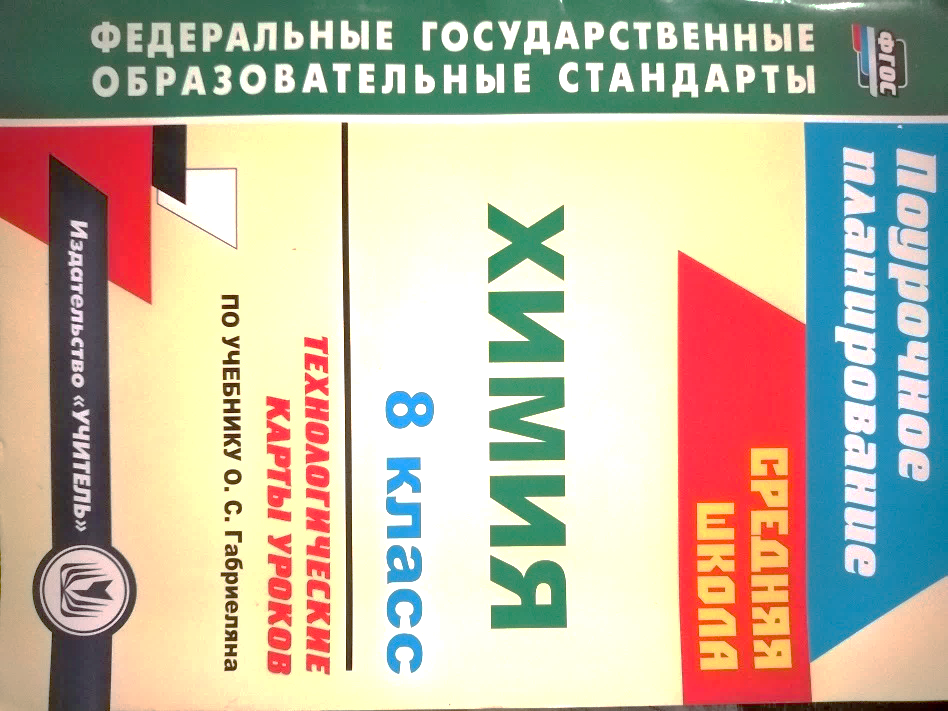 ФЕДЕРАЛЬНЫЕ ГОСУДАРСТВЕННЫЕ
ОБРАЗОВАТЕЛЬНЫЕ СТАНДАРТЫ
ФГОС
Поурочное
планирование
СРЕДНЯЯ
ШКОЛА
ХИМИЯ
8 класс
ТЕХНОЛОГИЧЕСКИЕ
КАРТЫ УРОКОВ
ПО УЧЕБНИКУ О. С. Габриеляна
Издательство «УЧИТЕЛЬ»